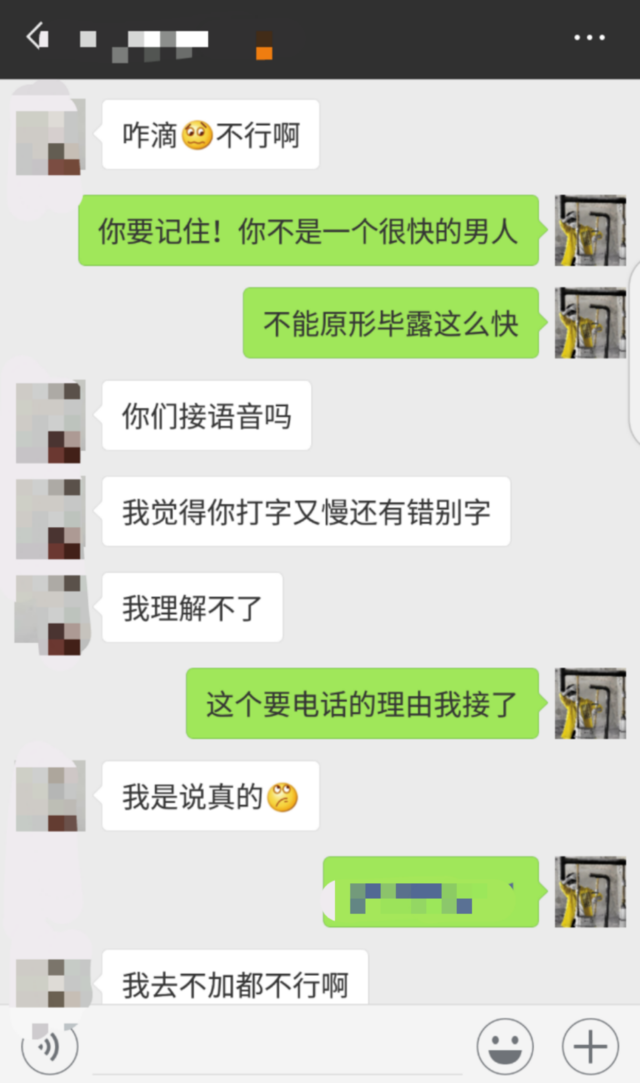 咋滴不行啊
你要记住！你不是一个很快的男人
不能原形毕露这么快
你们接语音吗
我觉得你打字又慢还有错别字
我理解不了
这个要电话的理由我接了
我是说真的
我去不加都不行啊